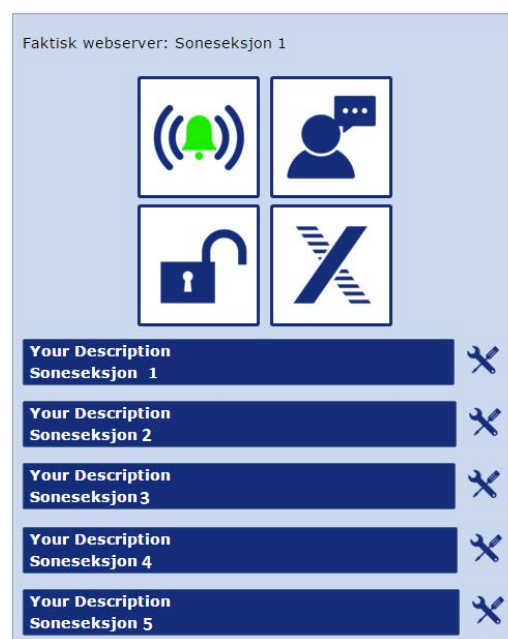 Faktisk webserver: Soneseksjon 1
Your Description
Soneseksjon 1
Your Description
Soneseksjon 2
Your Description
Soneseksjon 3
Your Description
Soneseksjon 4
Your Description
Soneseksjon 5